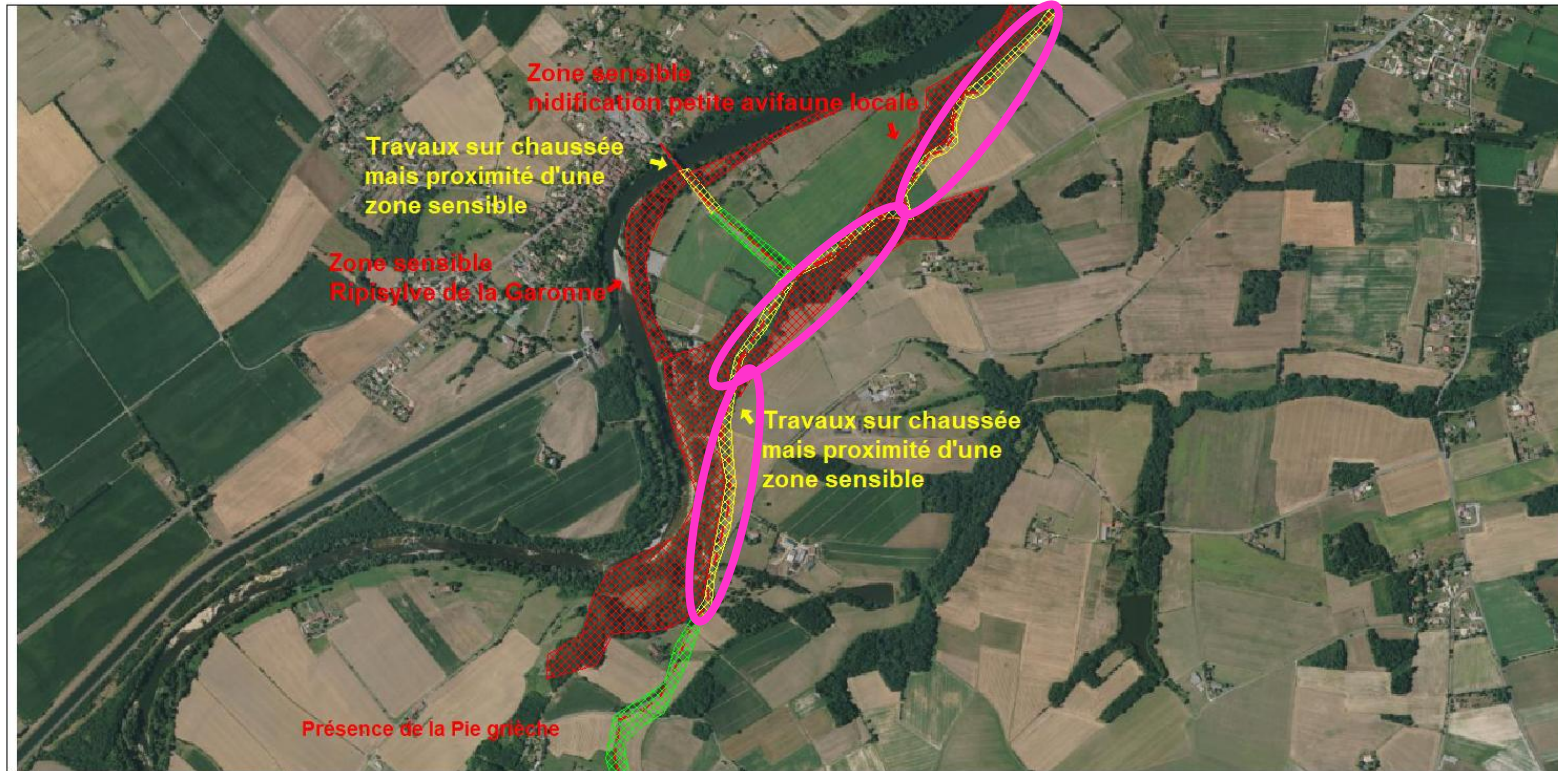 Zone sensible
nidification petite avifaune locale
Travaux sur chaussée
mais proximité d'une
zone sensible
Zone sensible
Ripisylve de la Garonne
Travaux sur chaussée
mais proximité d'une
zone sensible
Présence de la Pie grièche